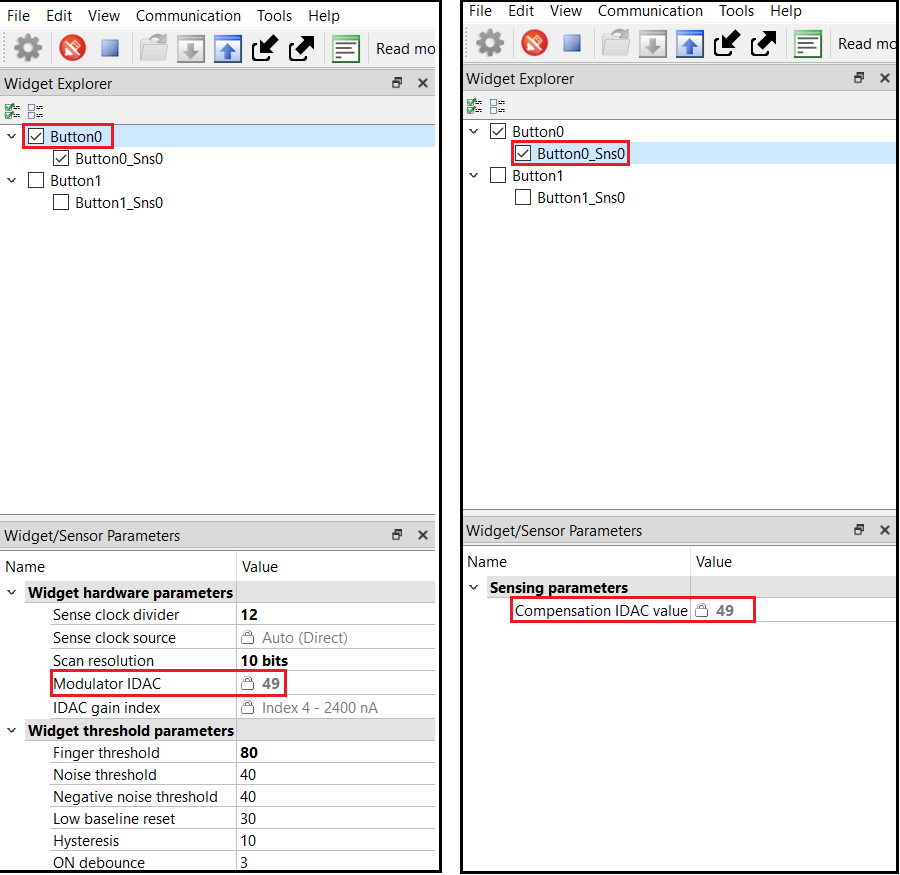 File Edit View Communication Tools Help
Read mo
Widget Explorer
Button0
Button0_Sns0
Button1
Button1_Sns0
Widget/Sensor Parameters
Name Value
Widget hardware parameters
Sense clock divider 12
Sense clock source Auto (Direct)
Scan resolution 10 bits
Modulator IDAC 49
IDAC gain index Index 4 - 2400 nA
Widget threshold parameters
Finger threshold 80
Noise threshold 40
Negative noise threshold 40
Low baseline reset 30
Hysteresis 10
ON debounce 3
File Edit View Communication Tools Help
Read mo
Widget Explorer
Button0
Button0_Sns0
Button1
Button1_Sns0
Widget/Sensor Parameters
Name Value
Sensing parameters
Compensation IDAC value 49